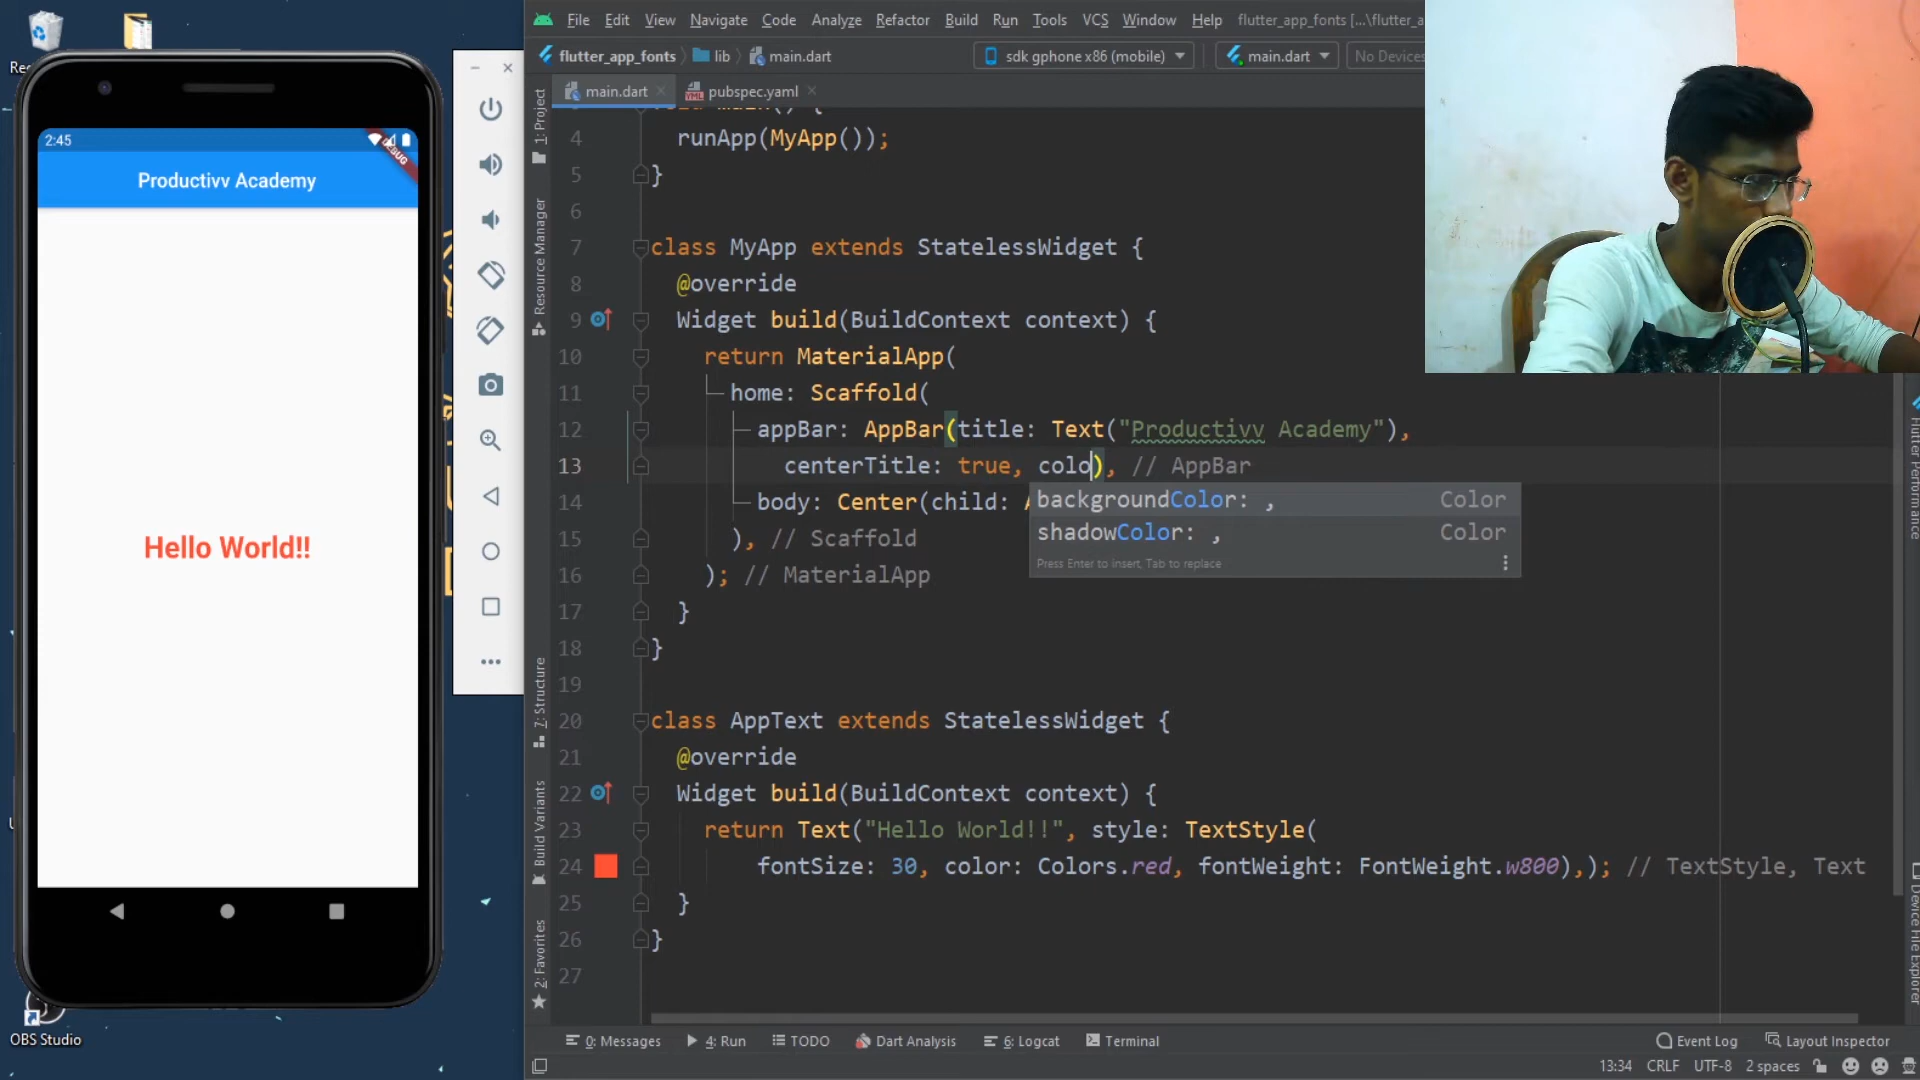 File Edit View Navigate Code Analyze Refactor Build Run Tools VCS Window Help flutter_app_fonts [...\flutter_a
flutter_app_fonts lib main.dart sdk gphone x86 (mobile) main.dart No Devices
main.dart pubspec.yaml
4 runApp(MyApp());
5 }
6
7 class MyApp extends StatelessWidget {
8 @override
9 Widget build(BuildContext context) {
10 return MaterialApp(
11 home: Scaffold(
12 appBar: AppBar(title: Text("Productivv Academy"),
13 centerTitle: true, colo), // AppBar
14 body: Center(child:
backgroundColor: , Color
shadowColor: , Color
Press Enter to insert, Tab to replace
15 ), // Scaffold
16 ); // MaterialApp
17 }
18 }
19
20 class AppText extends StatelessWidget {
21 @override
22 Widget build(BuildContext context) {
23 return Text("Hello World!!", style: TextStyle(
24 fontSize: 30, color: Colors.red, fontWeight: FontWeight.w800),); // TextStyle, Text
25 }
26 }
27
2:45
DEBUG
Productivv Academy
Hello World!!
OBS Studio
1: Project
Resource Manager
7: Structure
Build Variants
2: Favorites
Flutter Performance
Device File Explorer
0: Messages 4: Run TODO Dart Analysis 6: Logcat Terminal Event Log Layout Inspector
13:34 CRLF UTF-8 2 spaces